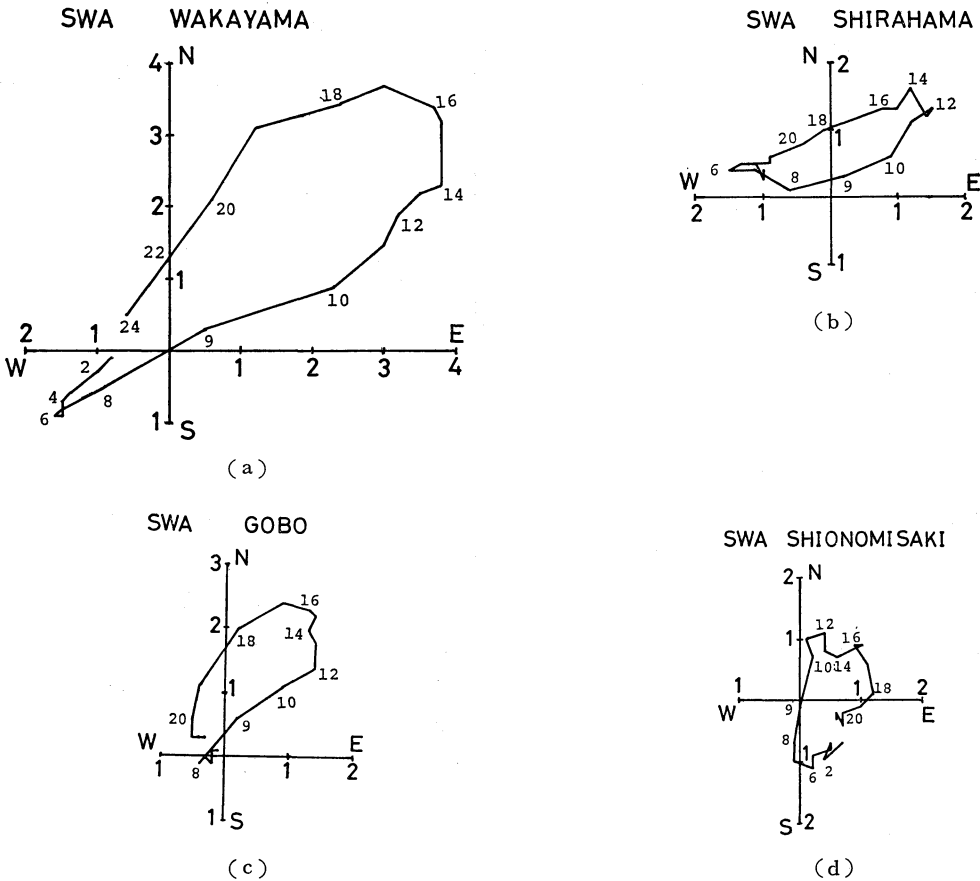 SWA WAKAYAMA
4 N
18
16
3
14
2
20
12
22
1
10
24
9
2 1 E
W 2 1 2 3 4
4 8
6
1 S
(a)
SWA SHIRAHAMA
N 2
14
16 12
18
1
20
10
6
8 9
W E
2 1 1 2
S 1
(b)
SWA GOBO
3 N
16
2
18 14
12
1
10
20
9
W E
8
1 1 2
1 S
(c)
SWA SHIONOMISAKI
2 N
12
1 16
10 14
1 1 18 2
W 9 20 E
8
1
6 2
S 2
(d)